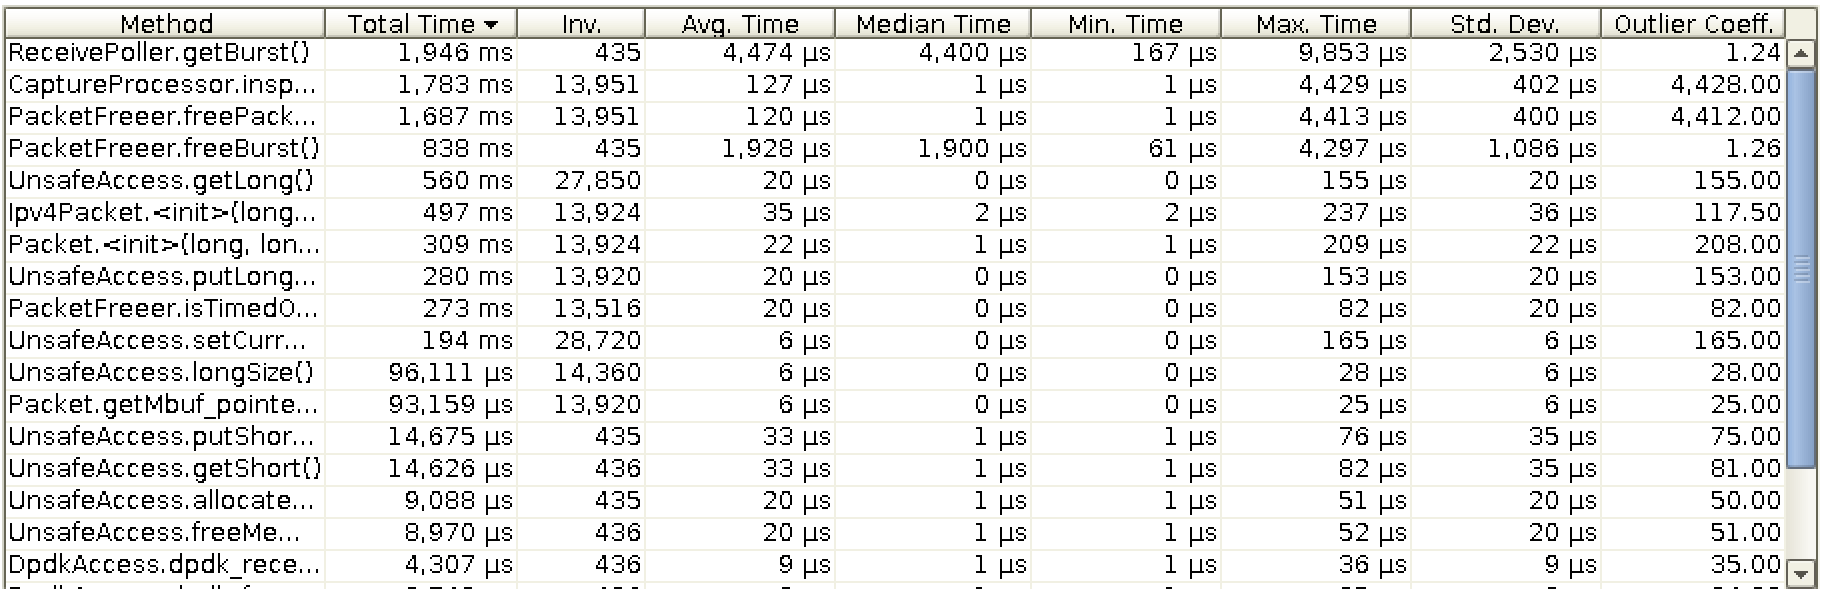 Method Total Time Inv. Avg. Time Median Time Min. Time Max. Time Std. Dev. Outlier Coeff.
ReceivePoller.getBurst() 1,946 ms 435 4,474 µs 4,400 µs 167 µs 9,853 µs 2,530 µs 1.24
CaptureProcessor.insp... 1,783 ms 13,951 127 µs 1 µs 1 µs 4,429 µs 402 µs 4,428.00
PacketFreeer.freePack... 1,687 ms 13,951 120 µs 1 µs 1 µs 4,413 µs 400 µs 4,412.00
PacketFreeer.freeBurst() 838 ms 435 1,928 µs 1,900 µs 61 µs 4,297 µs 1,086 µs 1.26
UnsafeAccess.getLong() 560 ms 27,850 20 µs 0 µs 0 µs 155 µs 20 µs 155.00
Ipv4Packet.<init>(long... 497 ms 13,924 35 µs 2 µs 2 µs 237 µs 36 µs 117.50
Packet.<init>(long, lon... 309 ms 13,924 22 µs 1 µs 1 µs 209 µs 22 µs 208.00
UnsafeAccess.putLong... 280 ms 13,920 20 µs 0 µs 0 µs 153 µs 20 µs 153.00
PacketFreeer.isTimedO... 273 ms 13,516 20 µs 0 µs 0 µs 82 µs 20 µs 82.00
UnsafeAccess.setCurr... 194 ms 28,720 6 µs 0 µs 0 µs 165 µs 6 µs 165.00
UnsafeAccess.longSize() 96,111 µs 14,360 6 µs 0 µs 0 µs 28 µs 6 µs 28.00
Packet.getMbuf_pointe... 93,159 µs 13,920 6 µs 0 µs 0 µs 25 µs 6 µs 25.00
UnsafeAccess.putShor... 14,675 µs 435 33 µs 1 µs 1 µs 76 µs 35 µs 75.00
UnsafeAccess.getShort() 14,626 µs 436 33 µs 1 µs 1 µs 82 µs 35 µs 81.00
UnsafeAccess.allocate... 9,088 µs 435 20 µs 1 µs 1 µs 51 µs 20 µs 50.00
UnsafeAccess.freeMe... 8,970 µs 436 20 µs 1 µs 1 µs 52 µs 20 µs 51.00
DpdkAccess.dpdk_rece... 4,307 µs 436 9 µs 1 µs 1 µs 36 µs 9 µs 35.00